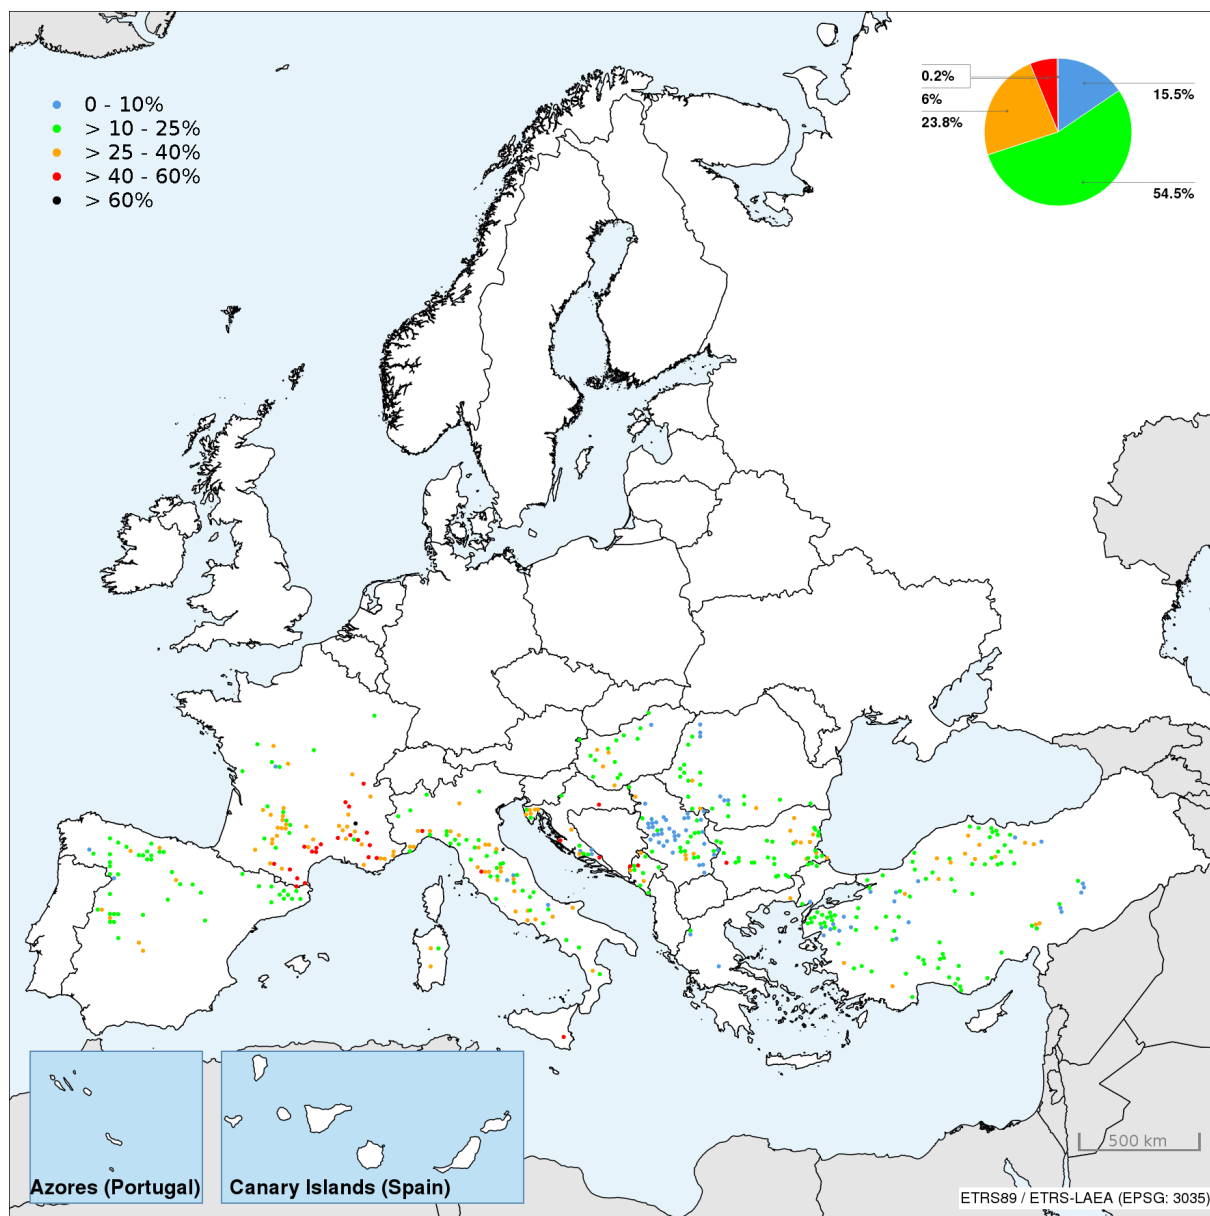 0 - 10%
> 10 - 25%
> 25 - 40%
> 40 - 60%
> 60%
0.2%
6%
23.8%
15.5%
54.5%
500 km
Azores (Portugal)
Canary Islands (Spain)
ETRS89 / ETRS-LAEA (EPSG: 3035)